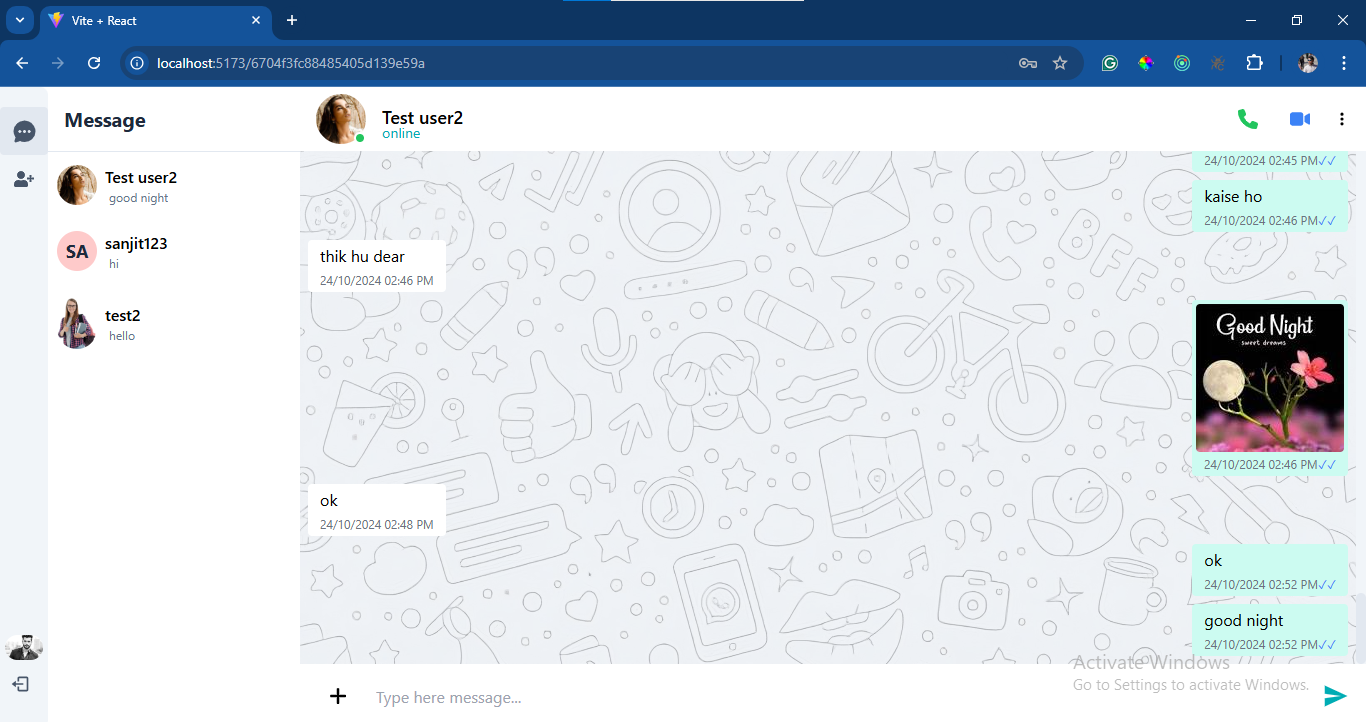 Vite + React
localhost:5173/6704f3fc88485405d139e59a
Message
Test user2
good night
SA
sanjit123
hi
test2
hello
Test user2
online
24/10/2024 02:45 PM
kaise ho
24/10/2024 02:46 PM
thik hu dear
24/10/2024 02:46 PM
Good Night
sweet dreams
24/10/2024 02:46 PM
ok
24/10/2024 02:48 PM
ok
24/10/2024 02:52 PM
good night
24/10/2024 02:52 PM
BFF
Activate Windows
Go to Settings to activate Windows.
Type here message...